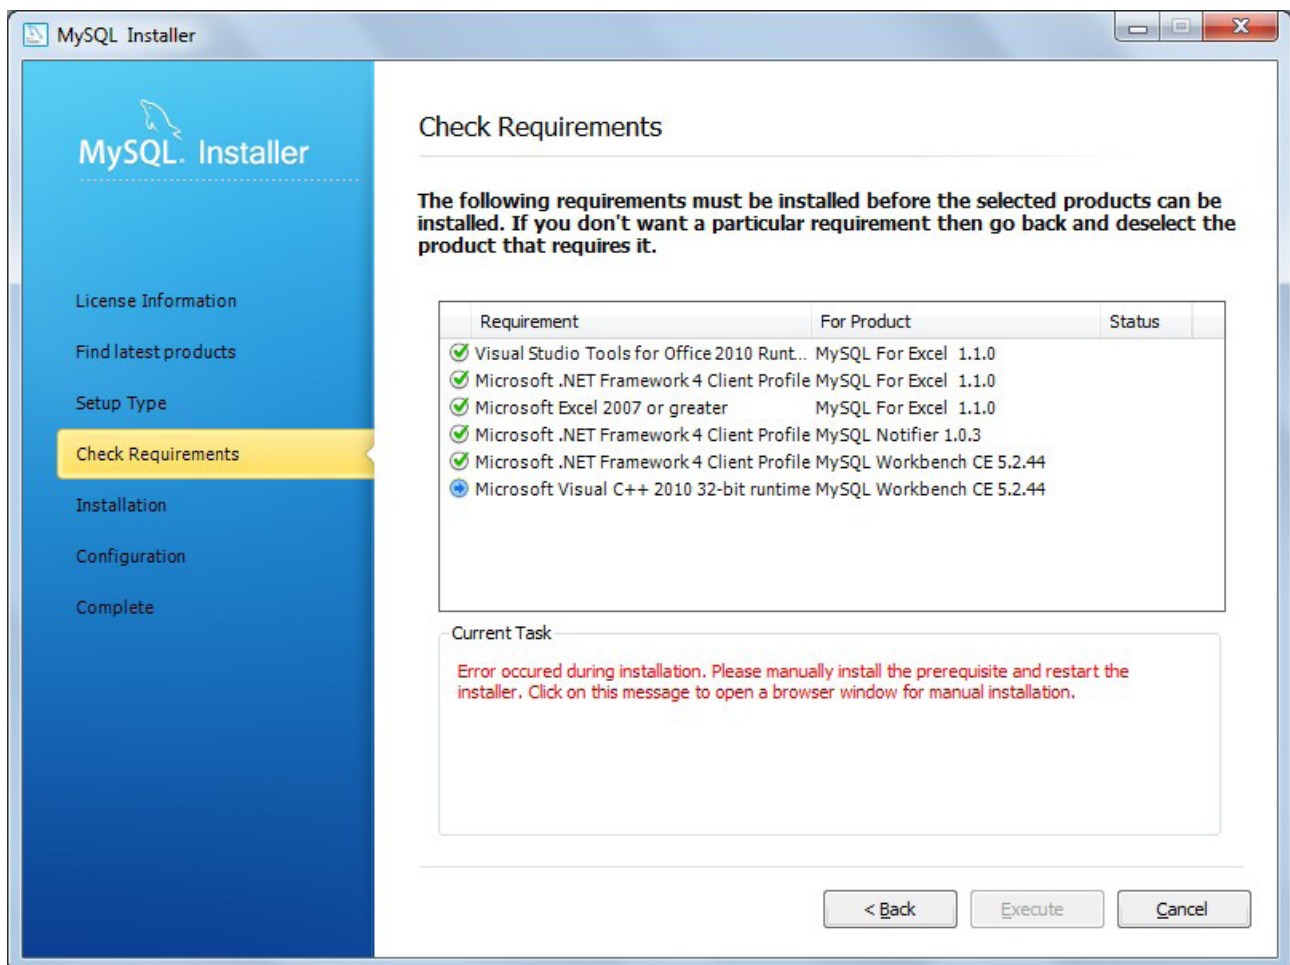 MySQL Installer
MySQL. Installer
License Information
Find latest products
Setup Type
Check Requirements
Installation
Configuration
Complete
Check Requirements
The following requirements must be installed before the selected products can be
installed. If you don't want a particular requirement then go back and deselect the
product that requires it.
Requirement For Product Status
Visual Studio Tools for Office 2010 Runt... MySQL For Excel 1.1.0
Microsoft .NET Framework 4 Client Profile MySQL For Excel 1.1.0
Microsoft Excel 2007 or greater MySQL For Excel 1.1.0
Microsoft .NET Framework 4 Client Profile MySQL Notifier 1.0.3
Microsoft .NET Framework 4 Client Profile MySQL Workbench CE 5.2.44
Microsoft Visual C++ 2010 32-bit runtime MySQL Workbench CE 5.2.44
Current Task
Error occured during installation. Please manually install the prerequisite and restart the
installer. Click on this message to open a browser window for manual installation.
< Back Execute Cancel